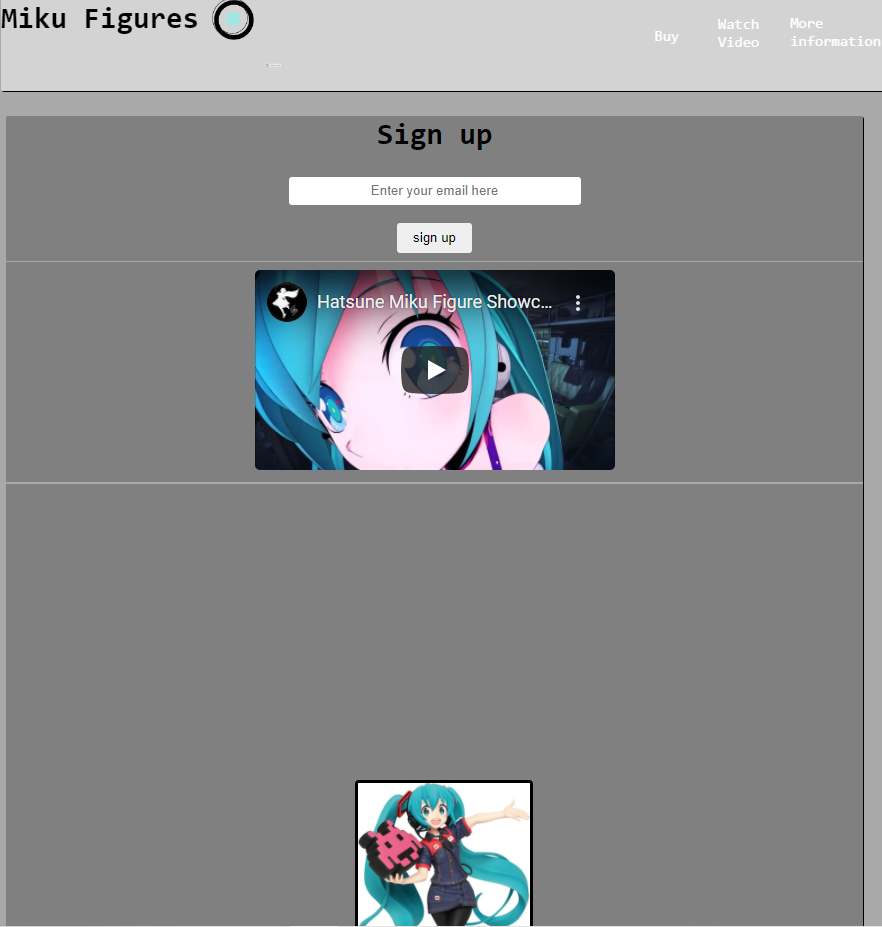 Miku Figures
Buy
Watch
Video
More
information
Sign up
Enter your email here
sign up
Hatsune Miku Figure Showc...